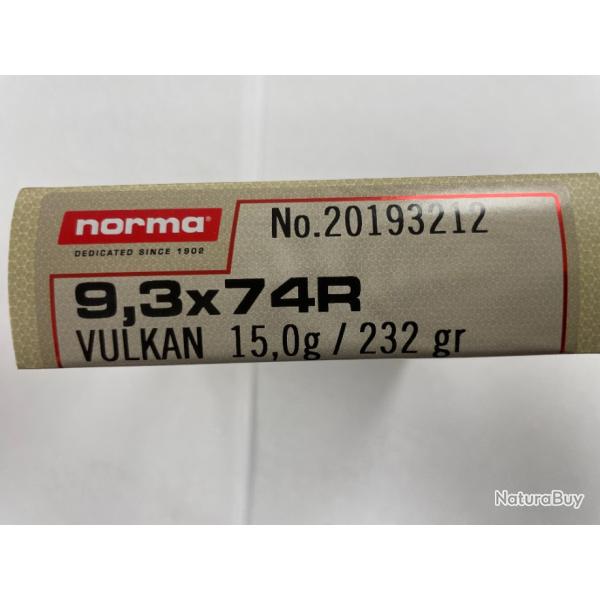 norma®
DEDICATED SINCE 1902
No.20193212
9,3x74R
VULKAN 15,0g / 232 gr
NaturaBuy